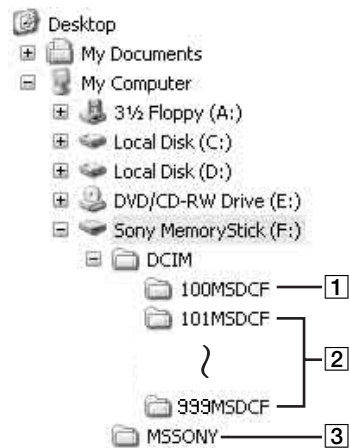 Desktop
My Documents
My Computer
3½ Floppy (A:)
Local Disk (C:)
Local Disk (D:)
DVD/CD-RW Drive (E:)
Sony MemoryStick (F:)
DCIM
100MSDCF 1
101MSDCF
2
999MSDCF
MSSONY 3